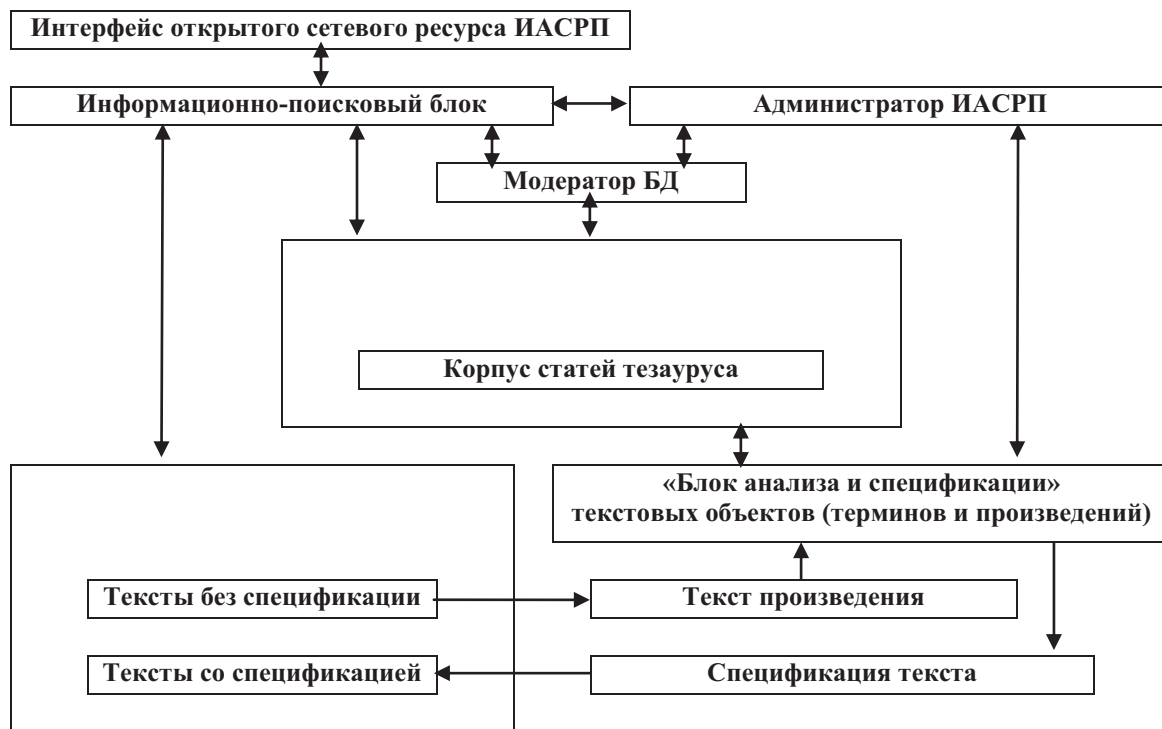 Интерфейс открытого сетевого ресурса ИАСРП
Информационно-поисковый блок
Администратор ИАСРП
Модератор БД
Корпус статей тезауруса
«Блок анализа и спецификации»
текстовых объектов (терминов и произведений)
Тексты без спецификации
Текст произведения
Тексты со спецификацией
Спецификация текста